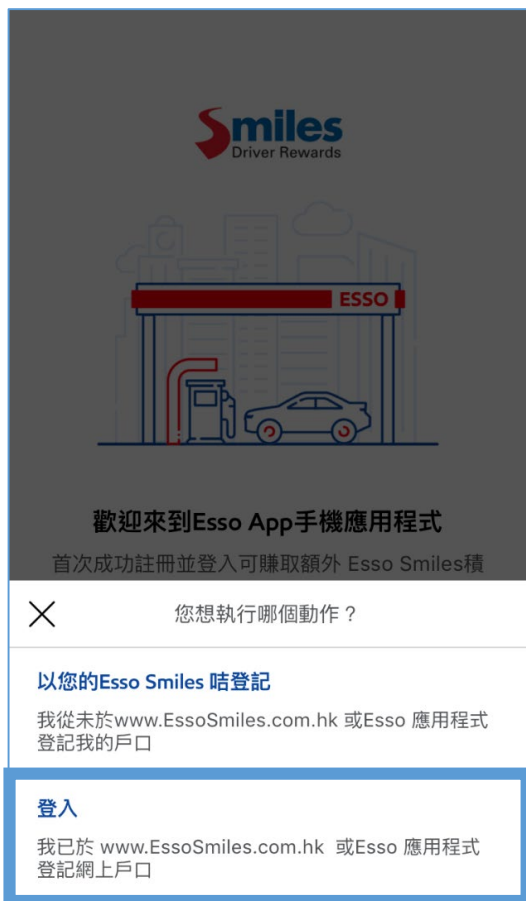 Smiles
Driver Rewards
ESSO
歡迎來到Esso App手機應用程式
首次成功註冊並登入可賺取額外 Esso Smiles積
您想執行哪個動作？
以您的Esso Smiles 咭登記
我從未於www.EssoSmiles.com.hk 或Esso 應用程式
登記我的戶口
登入
我已於 www.EssoSmiles.com.hk 或Esso 應用程式
登記網上戶口